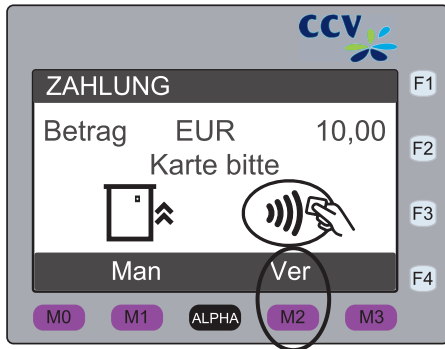 CCV
ZAHLUNG
Betrag EUR 10,00
Karte bitte
Man Ver
F1
F2
F3
F4
M0 M1 ALPHA M2 M3